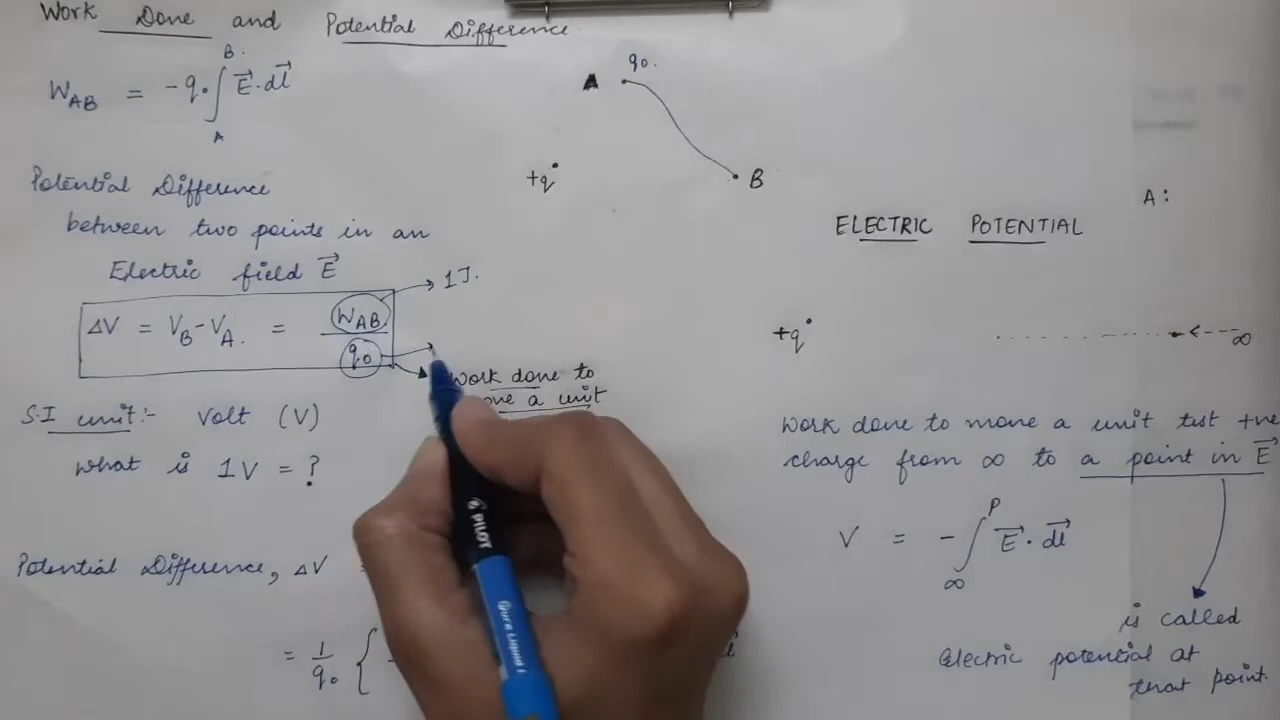 Work Done and Potential Difference
W_AB = -q₀ ∫_A^B E⃗ · dl⃗
Potential Difference
between two points in an
Electric field E⃗
ΔV = V_B - V_A = W_AB / q₀
1 J.
work done to
a unit
S.I unit:- Volt (V)
what is 1V = ?
Potential Difference, ΔV
= 1/q₀ {
q₀.
A
B
+q
PILOT
A:
ELECTRIC POTENTIAL
+q
∞
Work done to move a unit test +ve
charge from ∞ to a point in E⃗
V = - ∫_∞^P E⃗ · dl⃗
is called
Electric potential at
that point.